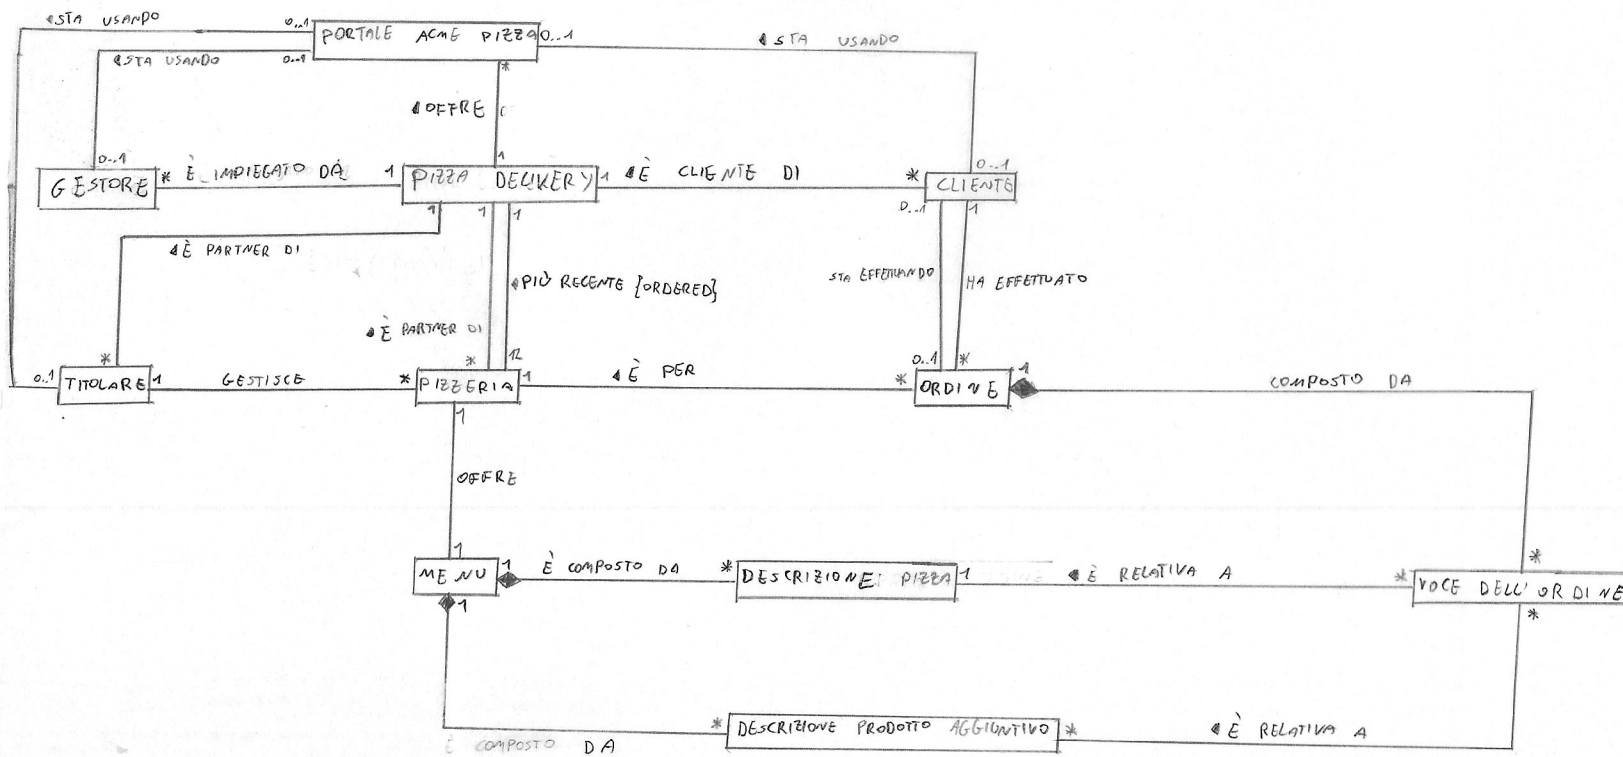 ◀STA USANDO
0..1
PORTALE ACME PIZZA
0..1
◀STA USANDO
◀STA USANDO
0..1
*
◀OFFRE
0..1
1
0..1
GESTORE
*
È IMPIEGATO DA
1
PIZZA DELIVERY
1
◀È CLIENTE DI
*
CLIENTE
1
1
1
0..1
1
◀È PARTNER DI
STA EFFETTUANDO
HA EFFETTUATO
◀PIÙ RECENTE {ORDERED}
◀È PARTNER DI
*
*
12
0..1
*
0..1
TITOLARE
1
GESTISCE
*
PIZZERIA
1
◀È PER
*
ORDINE
1
COMPOSTO DA
1
OFFRE
1
*
MENU
1
È COMPOSTO DA
*
DESCRIZIONE PIZZA
1
◀È RELATIVA A
*
VOCE DELL'ORDINE
1
*
È COMPOSTO DA
*
DESCRIZIONE PRODOTTO AGGIUNTIVO
*
◀È RELATIVA A